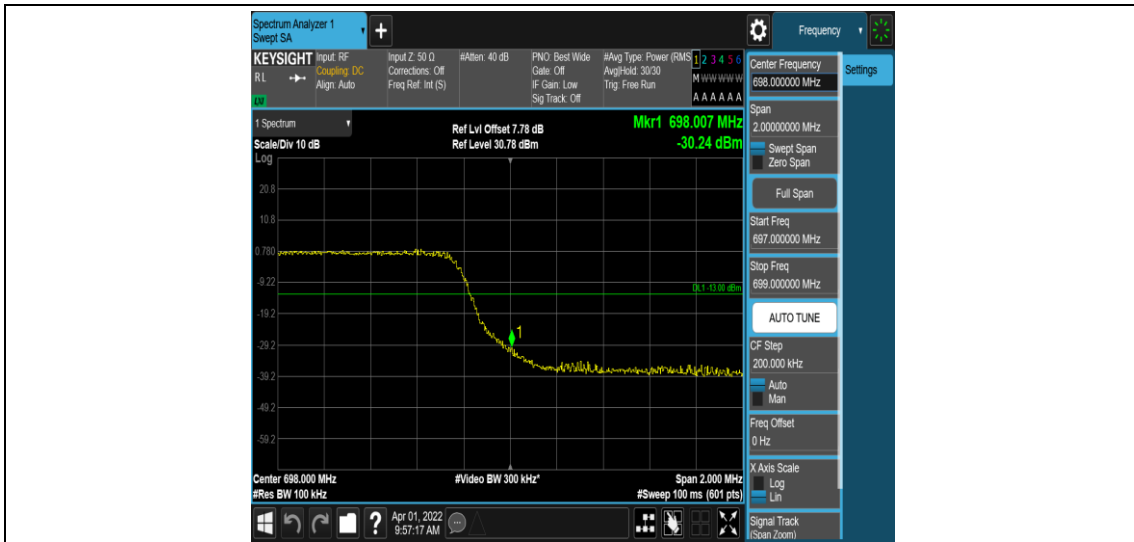 Spectrum Analyzer 1
Swept SA
+
Frequency
KEYSIGHT
RL
LXI
Input: RF
Coupling: DC
Align: Auto
Input Z: 50 Ω
Corrections: Off
Freq Ref: Int (S)
#Atten: 40 dB
PNO: Best Wide
Gate: Off
IF Gain: Low
Sig Track: Off
#Avg Type: Power (RMS
Avg|Hold: 30/30
Trig: Free Run
1 2 3 4 5 6
M W W W W W
A A A A A A
1 Spectrum
Scale/Div 10 dB
Log
Ref Lvl Offset 7.78 dB
Ref Level 30.78 dBm
Mkr1 698.007 MHz
-30.24 dBm
20.8
10.8
0.780
-9.22
-19.2
-29.2
-39.2
-49.2
-59.2
DL1 -13.00 dBm
1
Center 698.000 MHz
#Res BW 100 kHz
#Video BW 300 kHz*
Span 2.000 MHz
#Sweep 100 ms (601 pts)
Center Frequency
698.000000 MHz
Settings
Span
2.00000000 MHz
Swept Span
Zero Span
Full Span
Start Freq
697.000000 MHz
Stop Freq
699.000000 MHz
AUTO TUNE
CF Step
200.000 kHz
Auto
Man
Freq Offset
0 Hz
X Axis Scale
Log
Lin
Signal Track
(Span Zoom)
?
Apr 01, 2022
9:57:17 AM